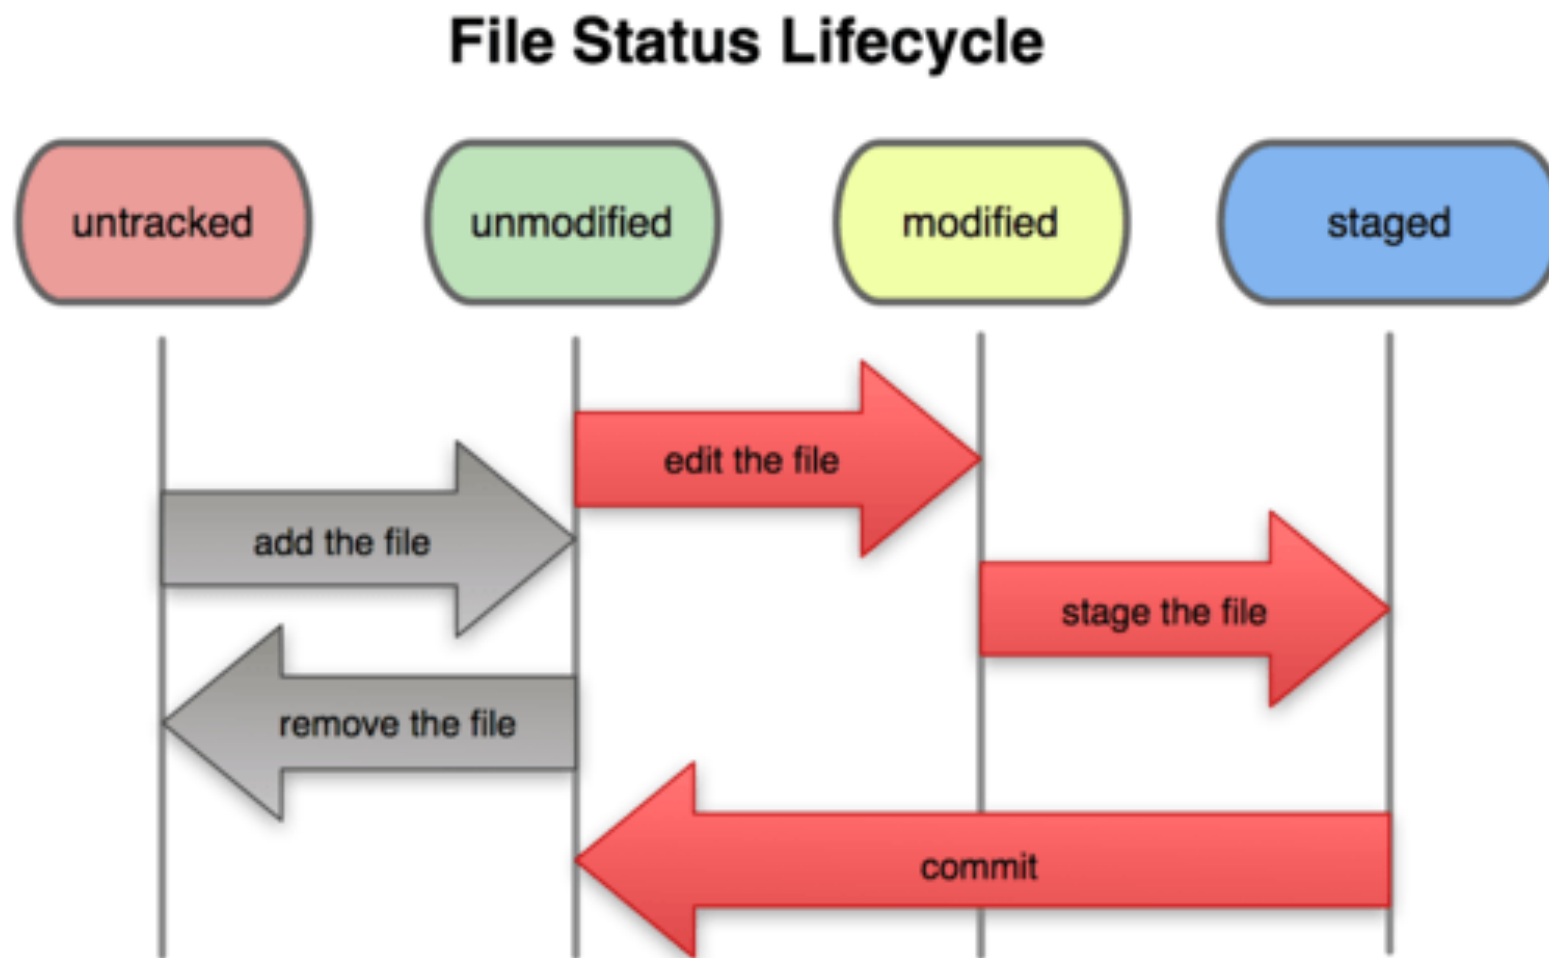 File Status Lifecycle
untracked
unmodified
modified
staged
edit the file
add the file
stage the file
remove the file
commit